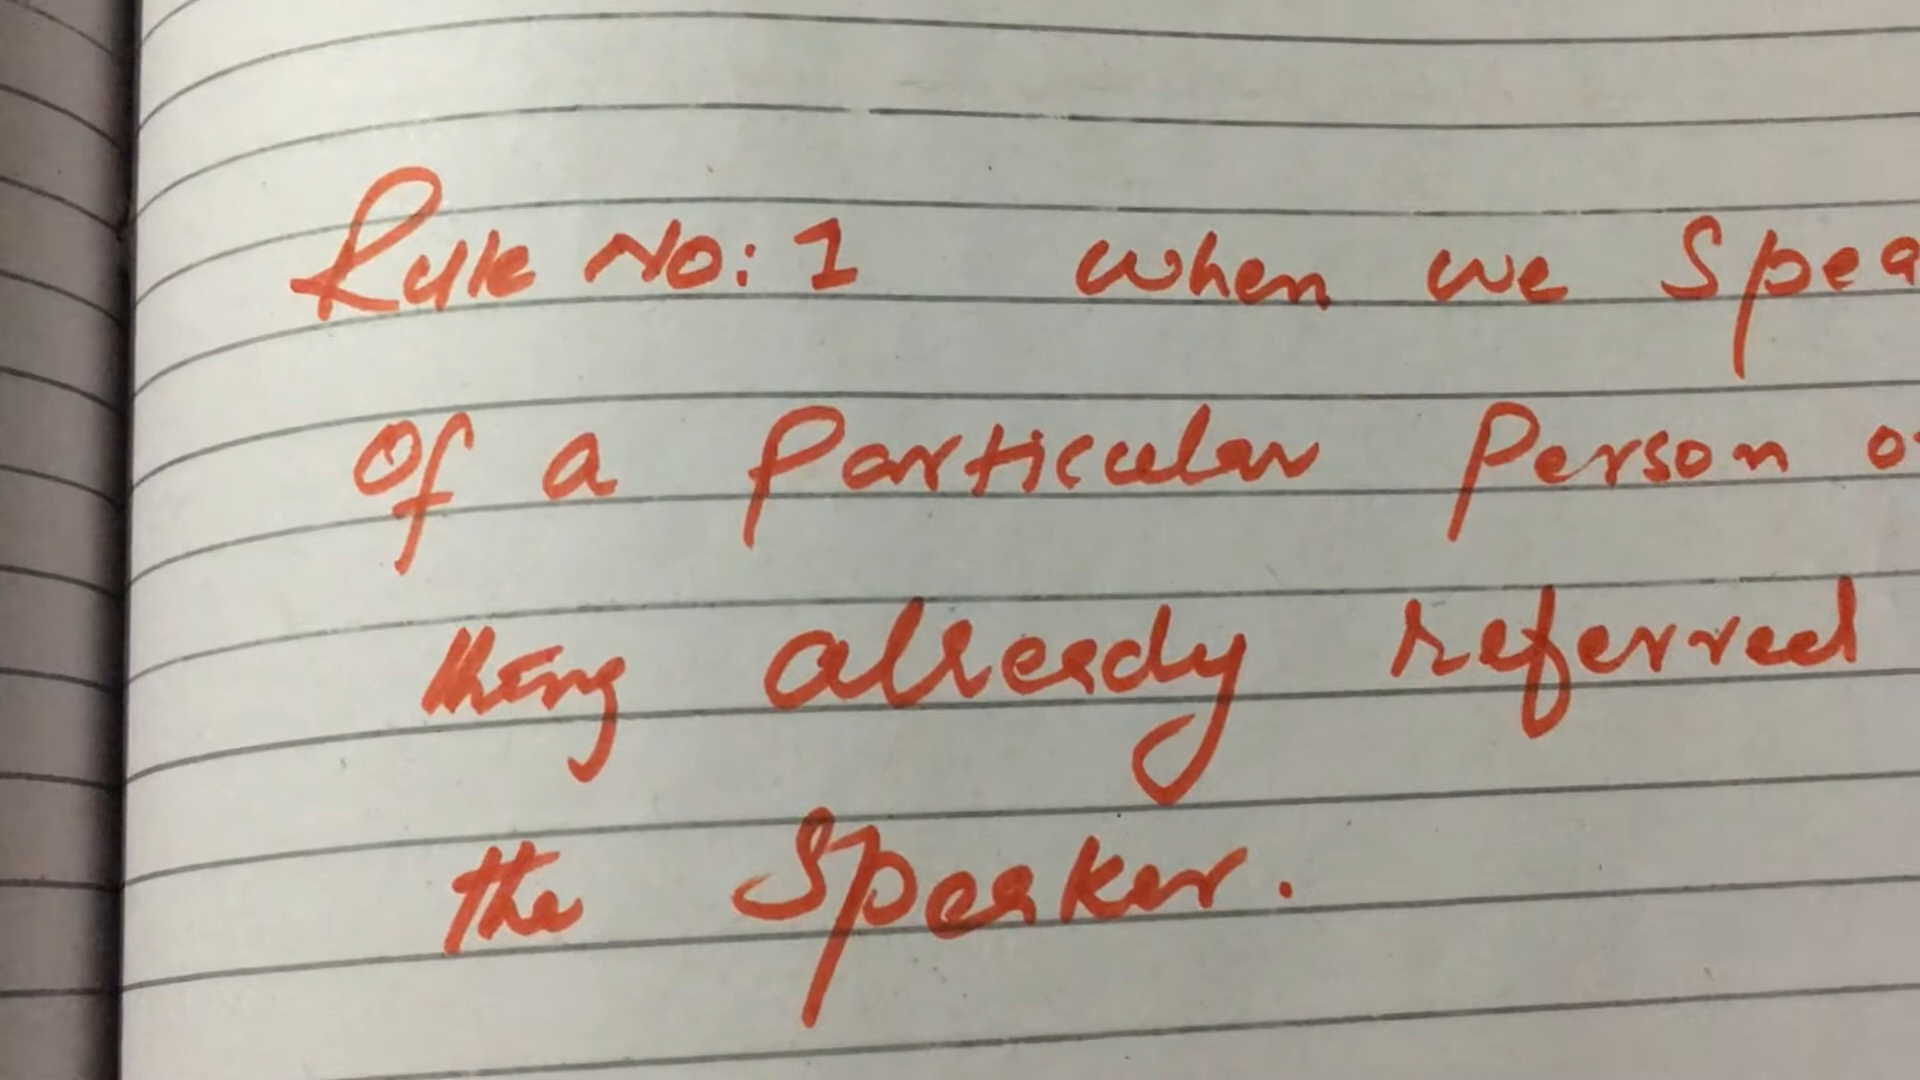 Rule No: 1 when we Spea
of a Particular Person o
thing already referred
the Speaker.